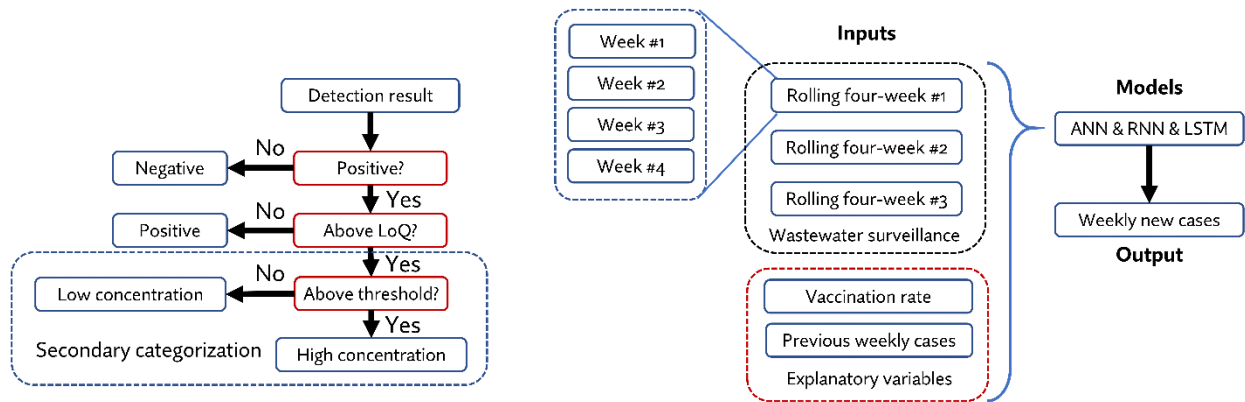 Detection result
No
Positive?
Negative
Yes
No
Above LoQ?
Positive
Yes
No
Above threshold?
Low concentration
Yes
Secondary categorization
High concentration
Week #1
Week #2
Week #3
Week #4
Inputs
Rolling four-week #1
Rolling four-week #2
Rolling four-week #3
Wastewater surveillance
Vaccination rate
Previous weekly cases
Explanatory variables
Models
ANN & RNN & LSTM
Weekly new cases
Output